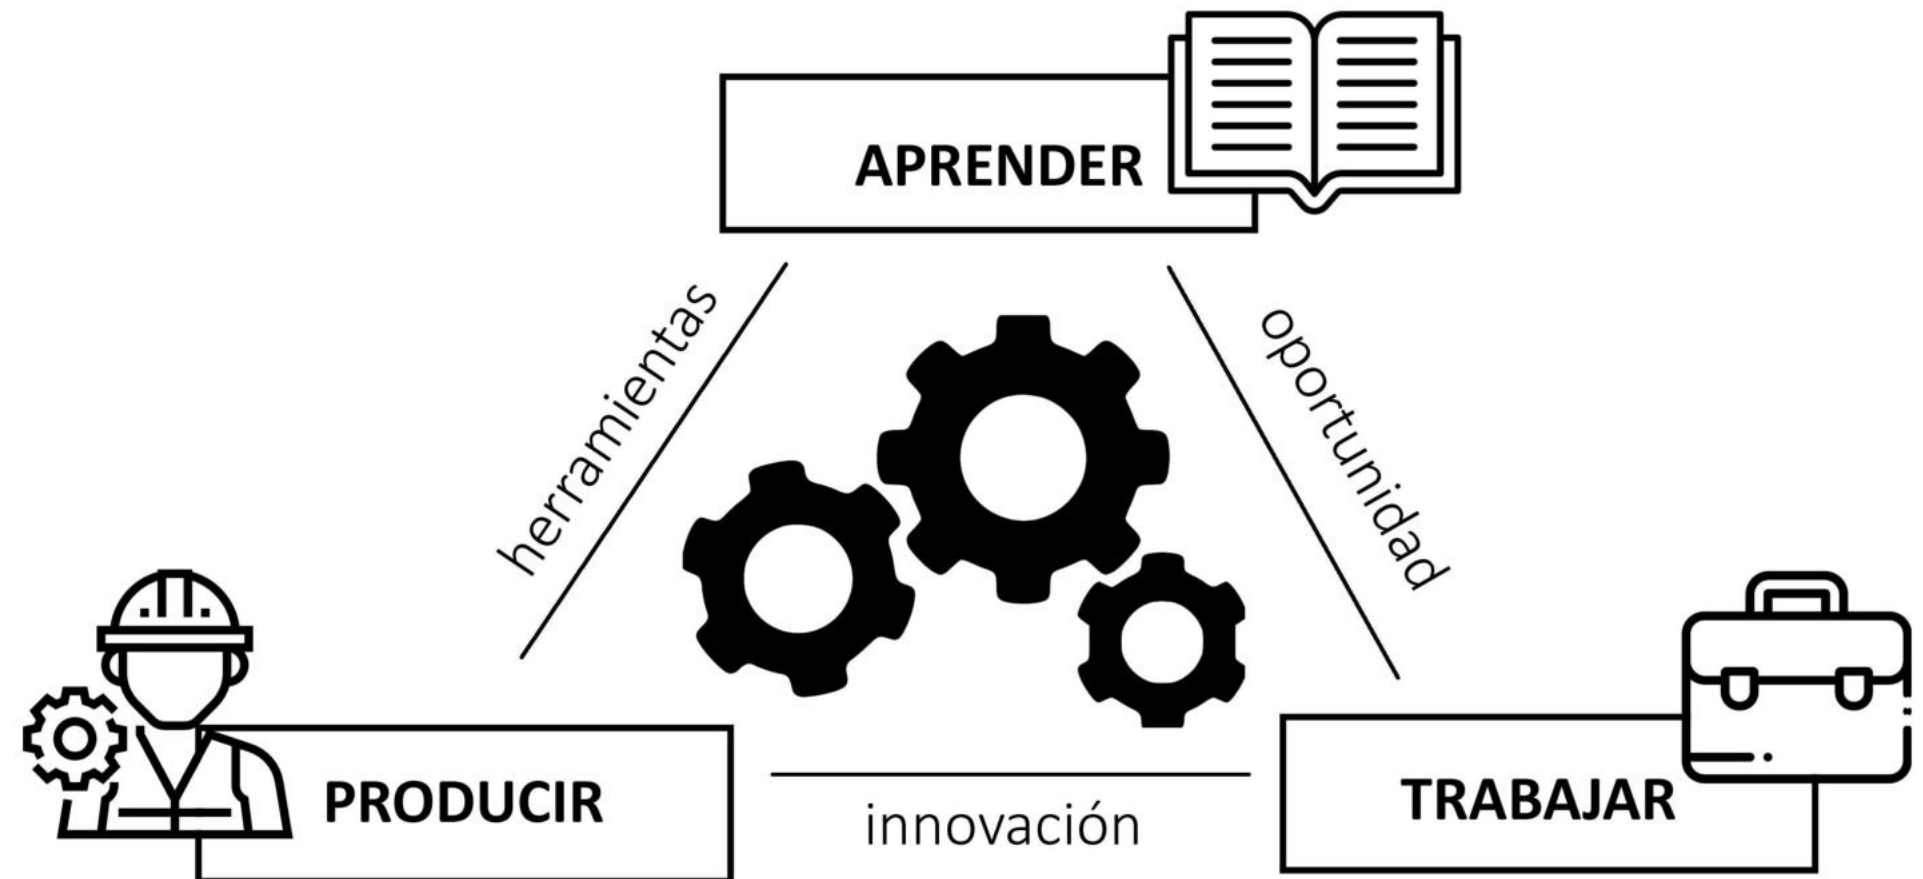 APRENDER
herramientas
oportunidad
PRODUCIR
innovación
TRABAJAR